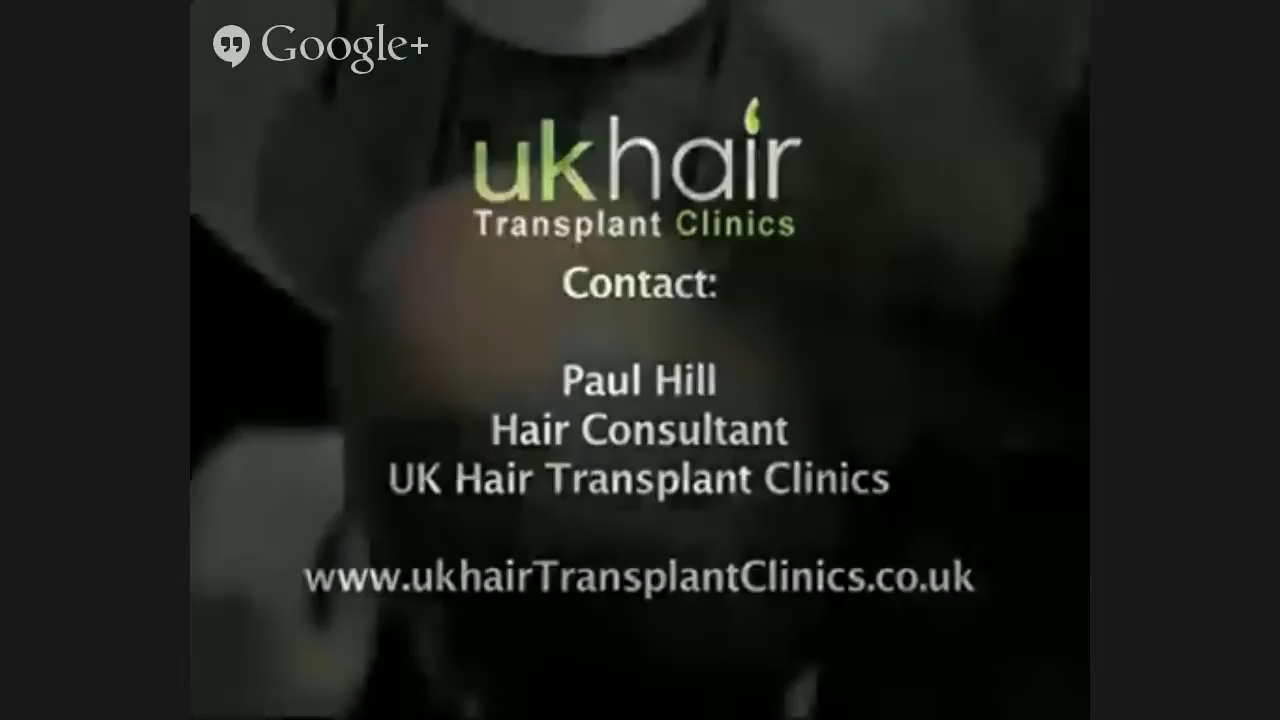 Google+
ukhair
Transplant Clinics
Contact:
Paul Hill
Hair Consultant
UK Hair Transplant Clinics
www.ukhairTransplantClinics.co.uk